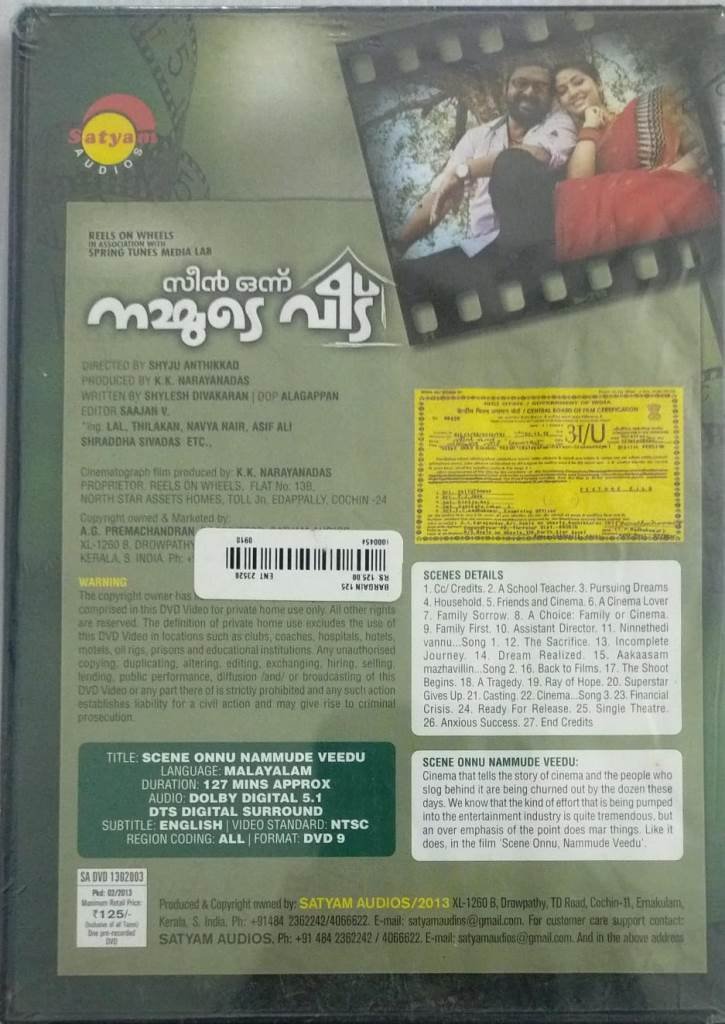 Satyam
AUDIOS
REELS ON WHEELS
IN ASSOCIATION WITH
SPRING TUNES MEDIA LAB
സീൻ ഒന്ന്
നമ്മുടെ വീട്
DIRECTED BY SHYJU ANTHIKKAD
PRODUCED BY K.K. NARAYANADAS
WRITTEN BY SHYLESH DIVAKARAN | DOP ALAGAPPAN
EDITOR SAAJAN V.
*ing: LAL, THILAKAN, NAVYA NAIR, ASIF ALI
SHRADDHA SIVADAS ETC..,
Cinematograph film produced by: K.K. NARAYANADAS
PROPRIETOR, REELS ON WHEELS, FLAT No: 13B,
NORTH STAR ASSETS HOMES, TOLL Jn, EDAPPALLY, COCHIN -24
Copyright owned & Marketed by:
A.G. PREMACHANDRAN
XL-1260 B, DROWPATHY
KERALA, S. INDIA. Ph:
0910
1000454
ENT 23528
RS. 125.00
BARGAIN 125
WARNING
The copyright owner has
comprised in this DVD Video for private home use only. All other rights
are reserved. The definition of private home use excludes the use of
this DVD Video in locations such as clubs, coaches, hospitals, hotels,
motels, oil rigs, prisons and educational institutions. Any unauthorised
copying, duplicating, altering, editing, exchanging, hiring, selling,
lending, public performance, diffusion /and/ or broadcasting of this
DVD Video or any part there of is strictly prohibited and any such action
establishes liability for a civil action and may give rise to criminal
prosecution.
GOVERNMENT OF INDIA
केन्द्रीय फिल्म प्रमाणन बोर्ड / CENTRAL BOARD OF FILM CERTIFICATION
अ/U
SCENES DETAILS
1. Cc/ Credits. 2. A School Teacher. 3. Pursuing Dreams
4. Household. 5. Friends and Cinema. 6. A Cinema Lover
7. Family Sorrow. 8. A Choice: Family or Cinema.
9. Family First. 10. Assistant Director. 11. Ninnethedi
vannu...Song 1. 12. The Sacrifice. 13. Incomplete
Journey. 14. Dream Realized. 15. Aakaasam
mazhavillin...Song 2. 16. Back to Films. 17. The Shoot
Begins. 18. A Tragedy. 19. Ray of Hope. 20. Superstar
Gives Up. 21. Casting. 22. Cinema...Song 3. 23. Financial
Crisis. 24. Ready For Release. 25. Single Theatre.
26. Anxious Success. 27. End Credits
TITLE: SCENE ONNU NAMMUDE VEEDU
LANGUAGE: MALAYALAM
DURATION: 127 MINS APPROX
AUDIO: DOLBY DIGITAL 5.1
DTS DIGITAL SURROUND
SUBTITLE: ENGLISH | VIDEO STANDARD: NTSC
REGION CODING: ALL | FORMAT: DVD 9
SCENE ONNU NAMMUDE VEEDU:
Cinema that tells the story of cinema and the people who
slog behind it are being churned out by the dozen these
days. We know that the kind of effort that is being pumped
into the entertainment industry is quite tremendous, but
an over emphasis of the point does mar things. Like it
does, in the film 'Scene Onnu, Nammude Veedu'.
SA DVD 1302003
Pkd: 02/2013
Maximum Retail Price:
₹125/-
(Inclusive of all Taxes)
One pre-recorded
DVD
Produced & Copyright owned by: SATYAM AUDIOS/2013 XL-1260 B, Drowpathy, TD Road, Cochin-11, Ernakulam,
Kerala, S. India. Ph: +91484 2362242/4066622. E-mail: satyamaudios@gmail.com. For customer care support contact:
SATYAM AUDIOS, Ph: +91 484 2362242 / 4066622. E-mail: satyamaudios@gmail.com. And in the above address